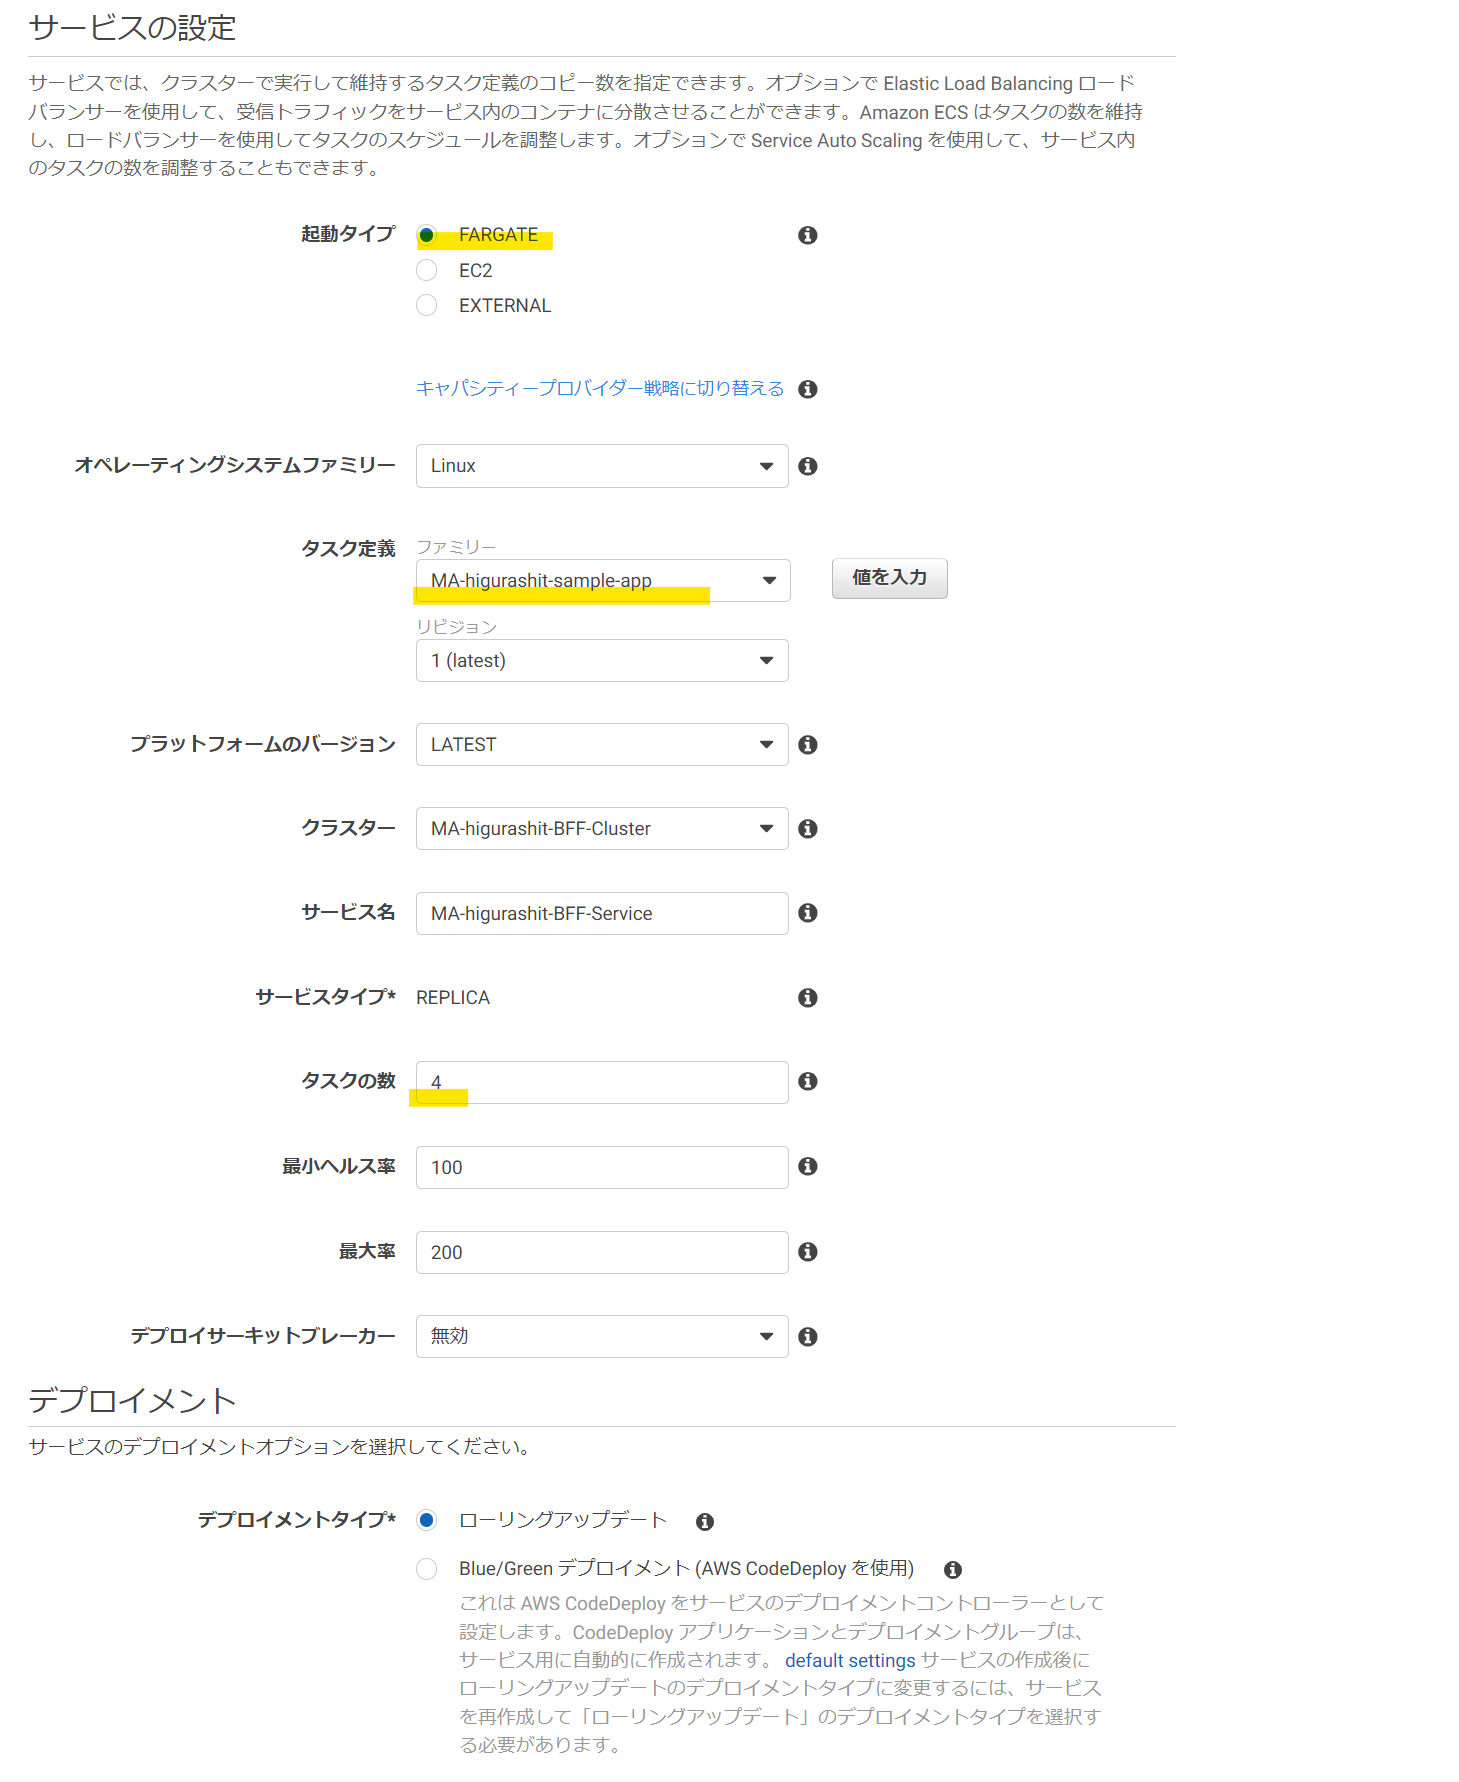 サービスの設定
サービスでは、クラスターで実行して維持するタスク定義のコピー数を指定できます。オプションで Elastic Load Balancing ロード
バランサーを使用して、受信トラフィックをサービス内のコンテナに分散させることができます。Amazon ECS はタスクの数を維持
し、ロードバランサーを使用してタスクのスケジュールを調整します。オプションで Service Auto Scaling を使用して、サービス内
のタスクの数を調整することもできます。
起動タイプ FARGATE
EC2
EXTERNAL
キャパシティープロバイダー戦略に切り替える
オペレーティングシステムファミリー Linux
タスク定義 ファミリー
MA-higurashit-sample-app 値を入力
リビジョン
1 (latest)
プラットフォームのバージョン LATEST
クラスター MA-higurashit-BFF-Cluster
サービス名 MA-higurashit-BFF-Service
サービスタイプ* REPLICA
タスクの数 4
最小ヘルス率 100
最大率 200
デプロイサーキットブレーカー 無効
デプロイメント
サービスのデプロイメントオプションを選択してください。
デプロイメントタイプ* ローリングアップデート
Blue/Green デプロイメント (AWS CodeDeploy を使用)
これは AWS CodeDeploy をサービスのデプロイメントコントローラーとして
設定します。CodeDeploy アプリケーションとデプロイメントグループは、
サービス用に自動的に作成されます。 default settings サービスの作成後に
ローリングアップデートのデプロイメントタイプに変更するには、サービス
を再作成して「ローリングアップデート」のデプロイメントタイプを選択す
る必要があります。